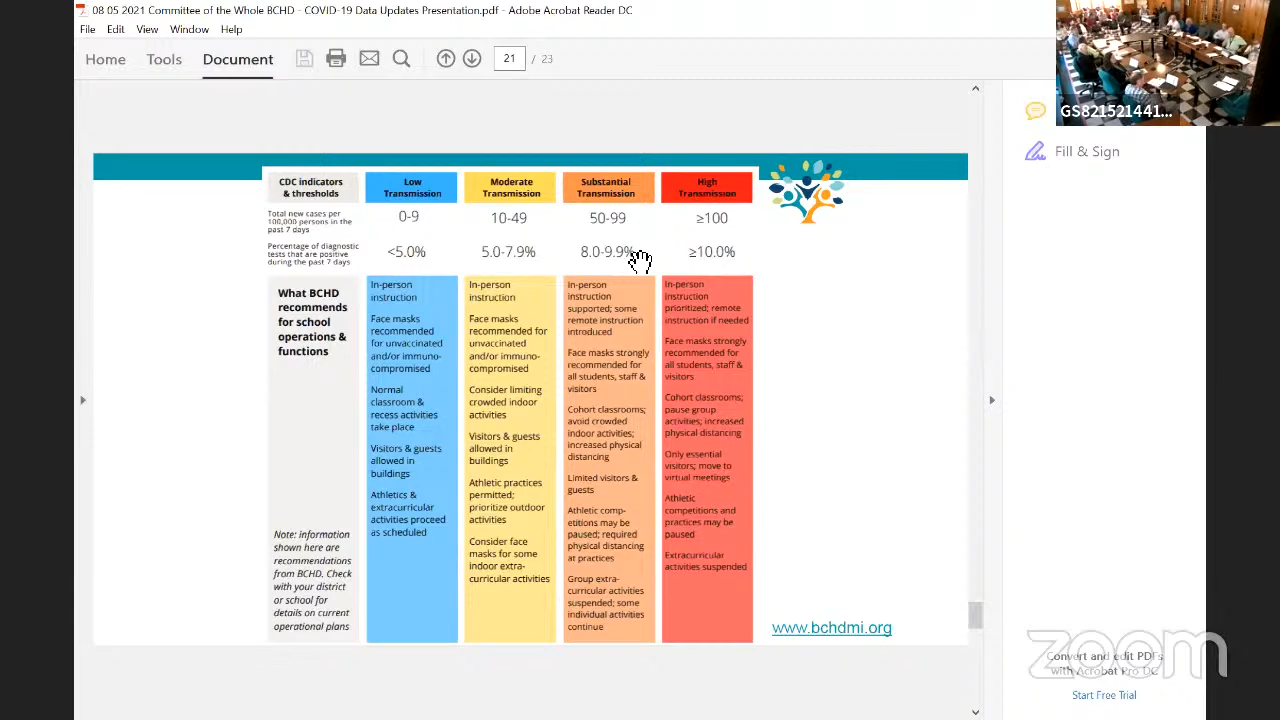 08 05 2021 Committee of the Whole BCHD - COVID-19 Data Updates Presentation.pdf - Adobe Acrobat Reader DC
File Edit View Window Help
Home Tools Document 21 / 23
GS821521441...
Fill & Sign
CDC indicators
& thresholds
Low
Transmission
Moderate
Transmission
Substantial
Transmission
High
Transmission
Total new cases per
100,000 persons in the
past 7 days
0-9
10-49
50-99
≥100
Percentage of diagnostic
tests that are positive
during the past 7 days
<5.0%
5.0-7.9%
8.0-9.9%
≥10.0%
What BCHD
recommends
for school
operations &
functions
Note: information
shown here are
recommendations
from BCHD. Check
with your district
or school for
details on current
operational plans
In-person
instruction
Face masks
recommended
for unvaccinated
and/or immuno-
compromised
Normal
classroom &
recess activities
take place
Visitors & guests
allowed in
buildings
Athletics &
extracurricular
activities proceed
as scheduled
In-person
instruction
Face masks
recommended for
unvaccinated
and/or immuno-
compromised
Consider limiting
crowded indoor
activities
Visitors & guests
allowed in
buildings
Athletic practices
permitted;
prioritize outdoor
activities
Consider face
masks for some
indoor extra-
curricular activities
In-person
instruction
supported; some
remote instruction
introduced
Face masks strongly
recommended for
all students, staff &
visitors
Cohort classrooms;
avoid crowded
indoor activities;
increased physical
distancing
Limited visitors &
guests
Athletic comp-
etitions may be
paused; required
physical distancing
at practices
Group extra-
curricular activities
suspended; some
individual activities
continue
In-person
instruction
prioritized; remote
instruction if needed
Face masks strongly
recommended for
all students, staff &
visitors
Cohort classrooms;
pause group
activities; increased
physical distancing
Only essential
visitors; move to
virtual meetings
Athletic
competitions and
practices may be
paused
Extracurricular
activities suspended
www.bchdmi.org
zoom
Convert and edit PDFs
with Acrobat Pro DC
Start Free Trial